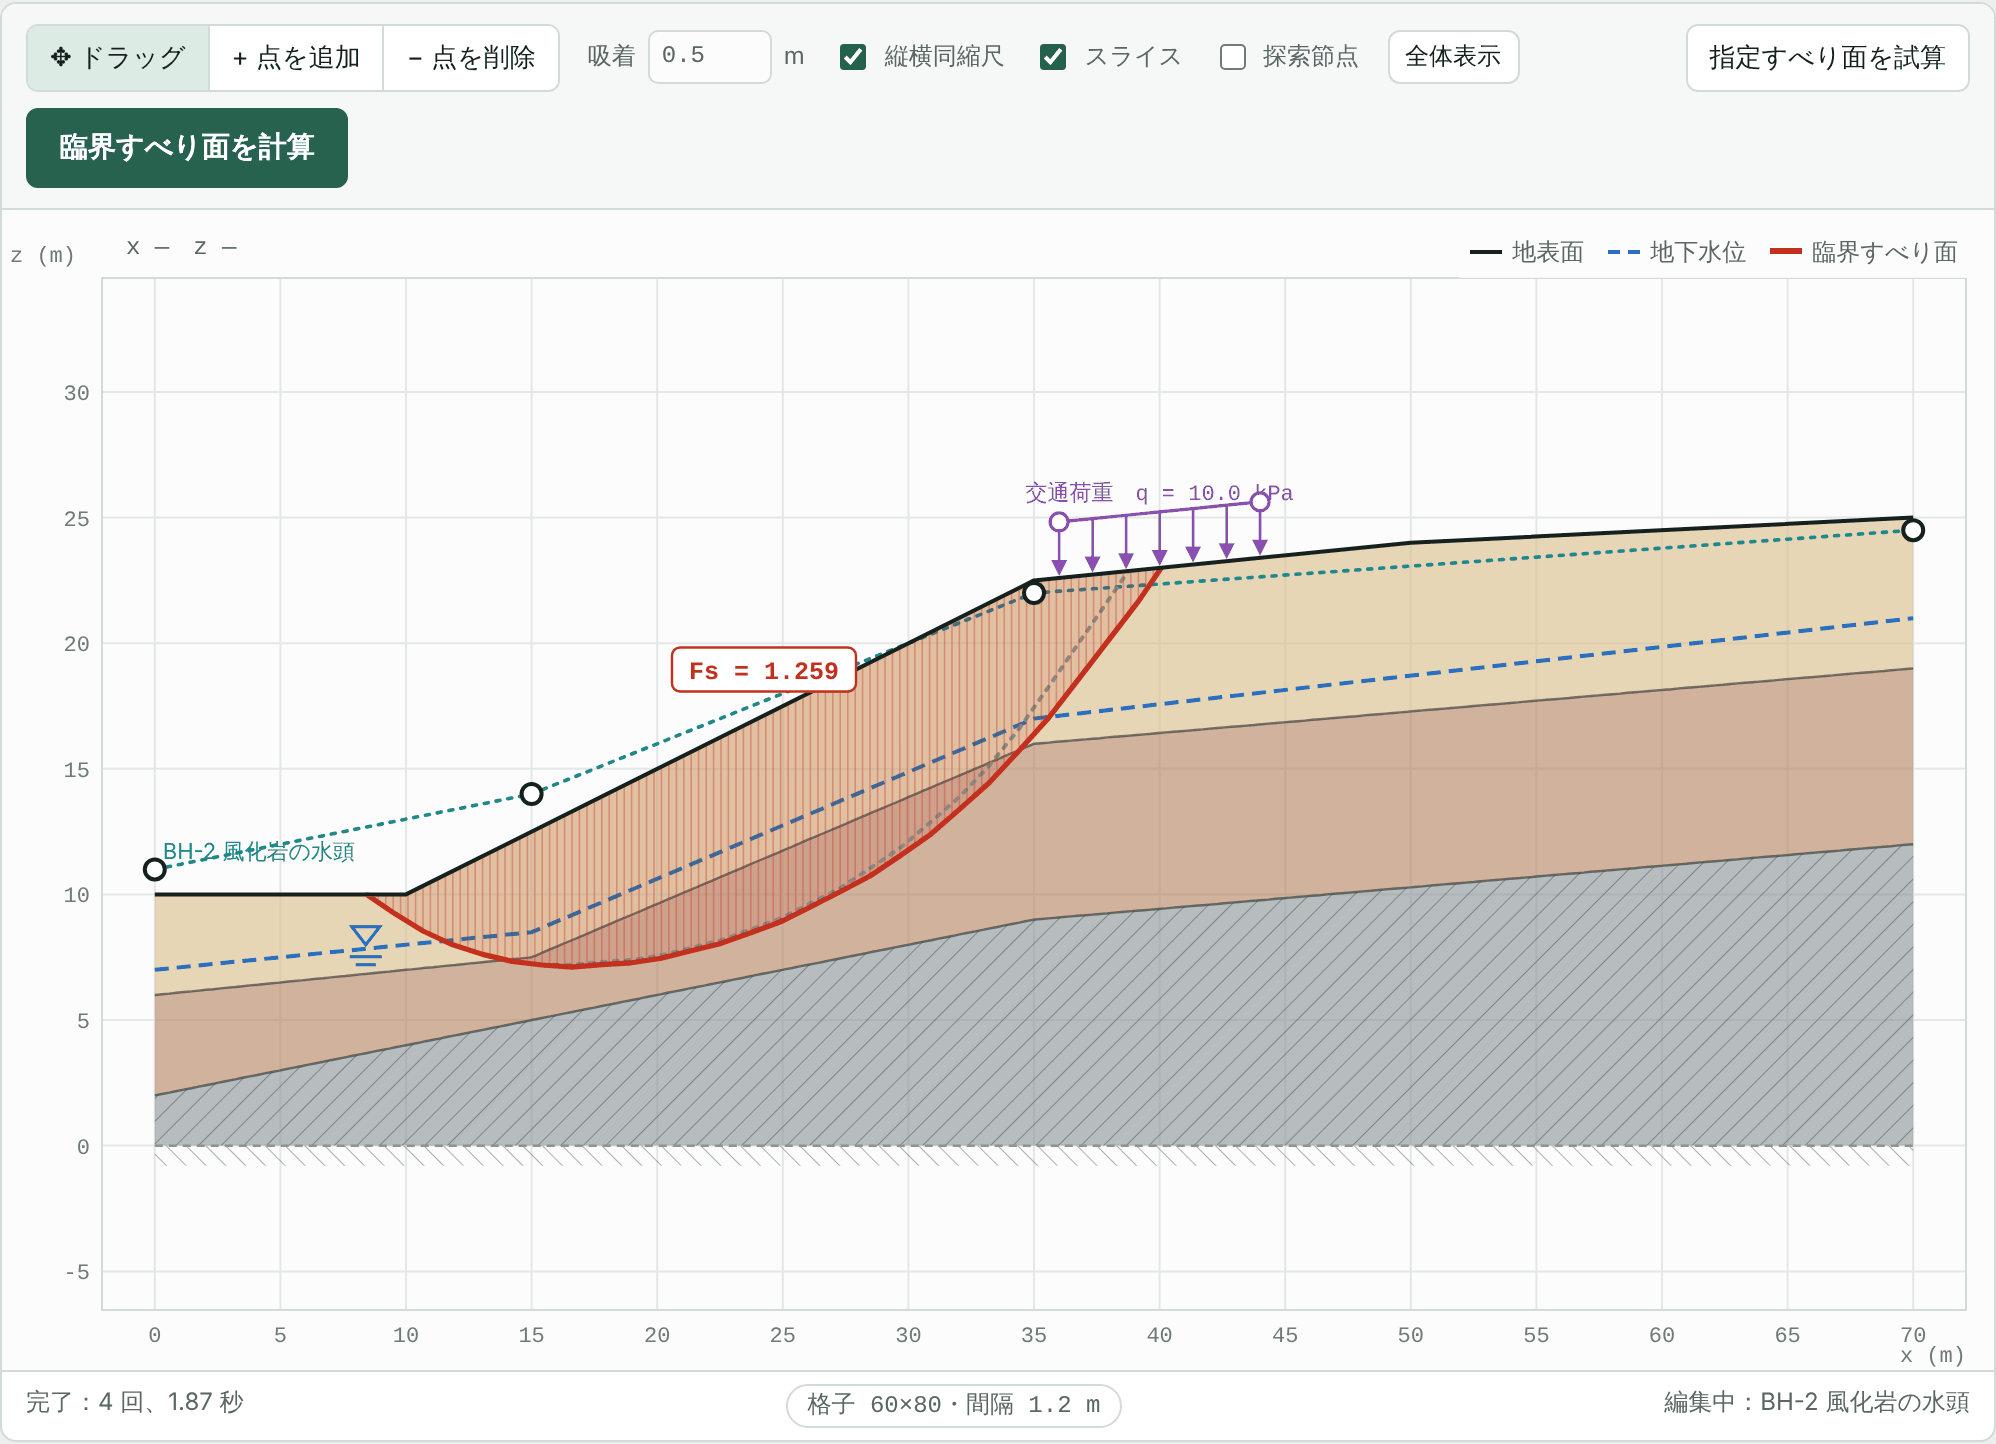 ✥ ドラッグ + 点を追加 − 点を削除 吸着 0.5 m 縦横同縮尺 スライス 探索節点 全体表示 指定すべり面を試算
臨界すべり面を計算
z (m) x — z — 地表面 地下水位 臨界すべり面
30
交通荷重 q = 10.0 kPa
25
20
Fs = 1.259
15
BH-2 風化岩の水頭
10
5
0
-5
0 5 10 15 20 25 30 35 40 45 50 55 60 65 70
x (m)
完了：4 回、1.87 秒 格子 60×80・間隔 1.2 m 編集中：BH-2 風化岩の水頭